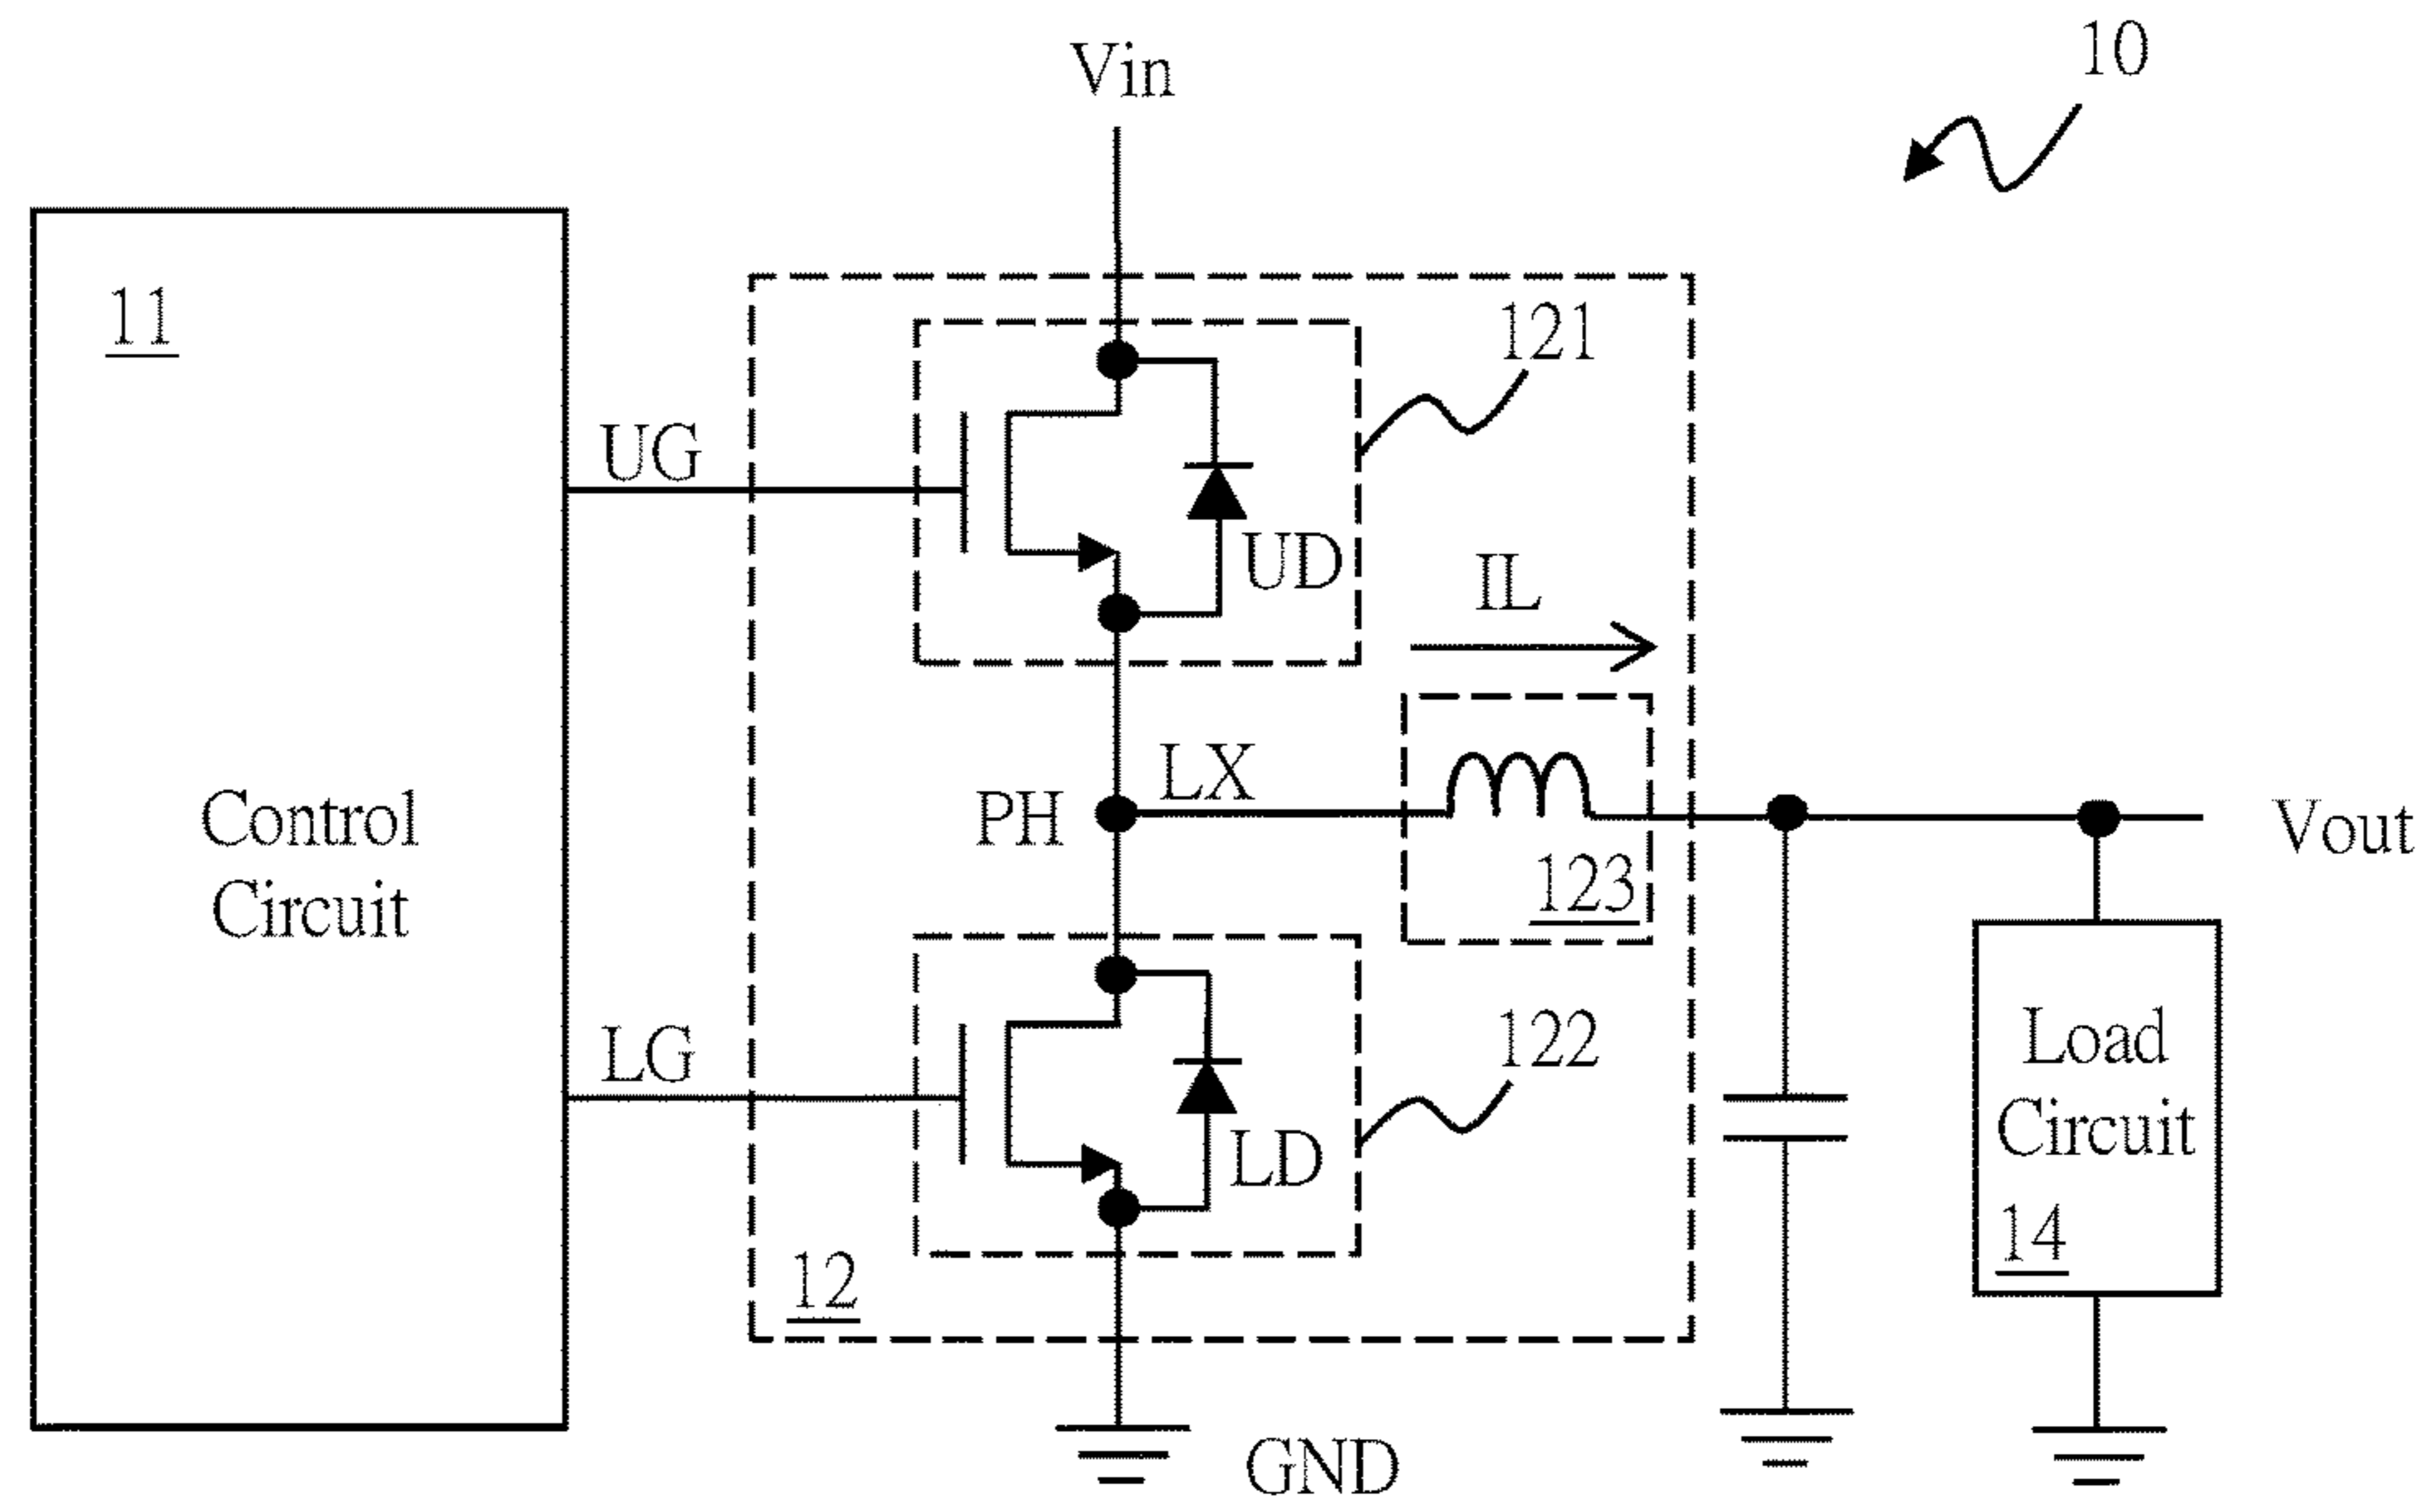 Vin
10
11
121
UG
UD
IL
LX
PH
Control
Circuit
123
Vout
LG
122
Load
Circuit
LD
14
12
GND